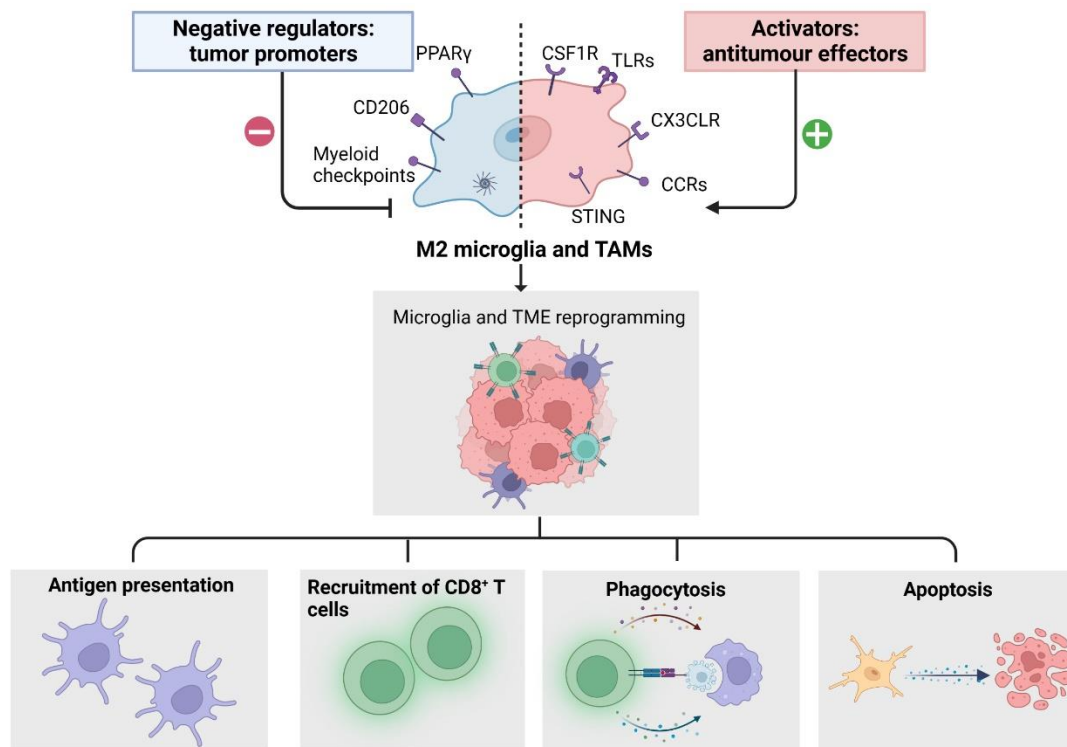 Negative regulators:
tumor promoters
Activators:
antitumour effectors
PPARγ
CSF1R
TLRs
CD206
CX3CLR
Myeloid
checkpoints
CCRs
STING
M2 microglia and TAMs
Microglia and TME reprogramming
Antigen presentation
Recruitment of CD8⁺ T
cells
Phagocytosis
Apoptosis